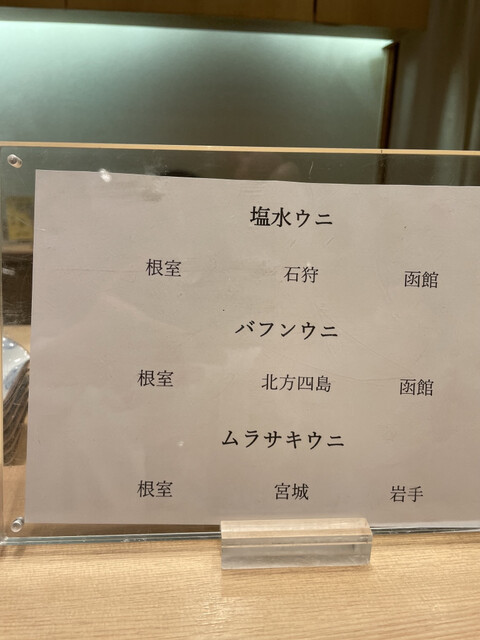 塩水ウニ
根室 石狩 函館
バフンウニ
根室 北方四島 函館
ムラサキウニ
根室 宮城 岩手